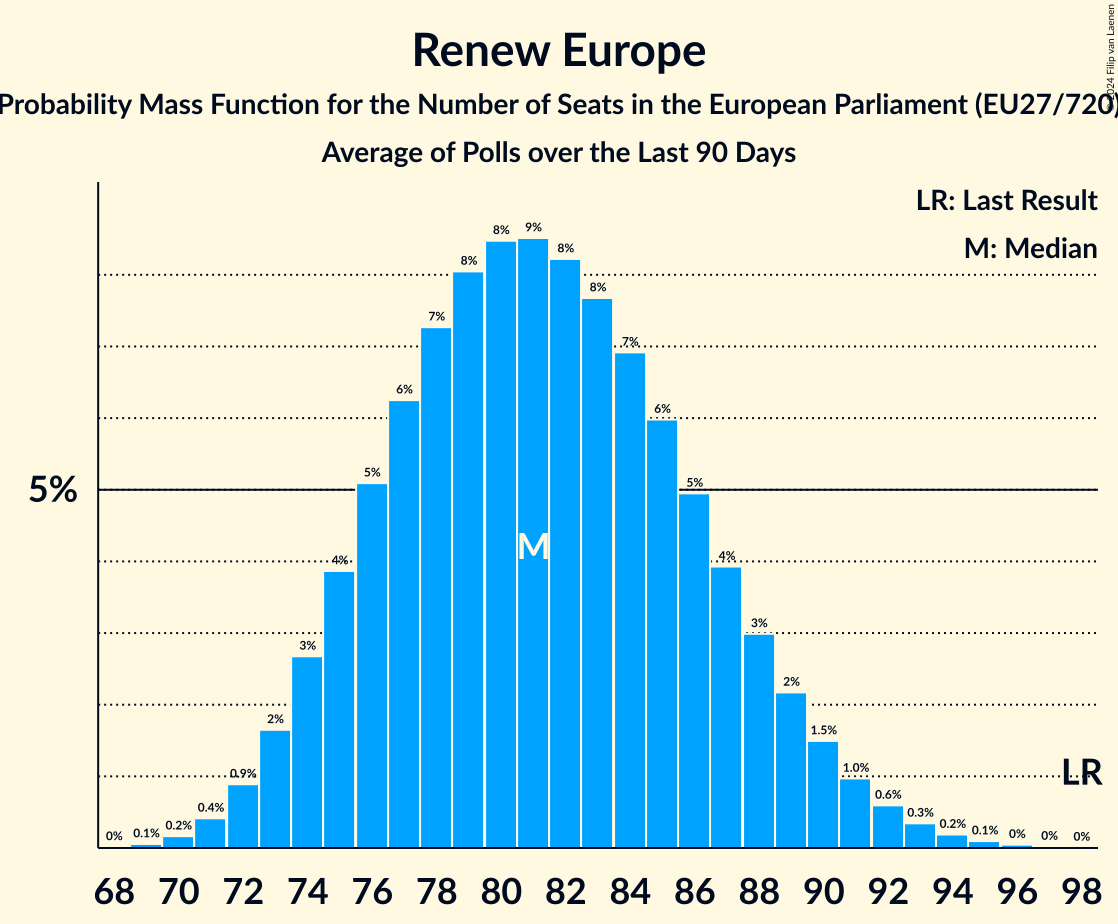 Renew Europe
Probability Mass Function for the Number of Seats in the European Parliament (EU27/720)
Average of Polls over the Last 90 Days
© 2024 Filip van Laenen
LR: Last Result
M: Median
5%
0% 0.1% 0.2% 0.4% 0.9% 2% 3% 4% 5% 6% 7% 8% 8% 9% 8% 8% 7% 6% 5% 4% 3% 2% 1.5% 1.0% 0.6% 0.3% 0.2% 0.1% 0% 0% 0%
M
LR
68 70 72 74 76 78 80 82 84 86 88 90 92 94 96 98